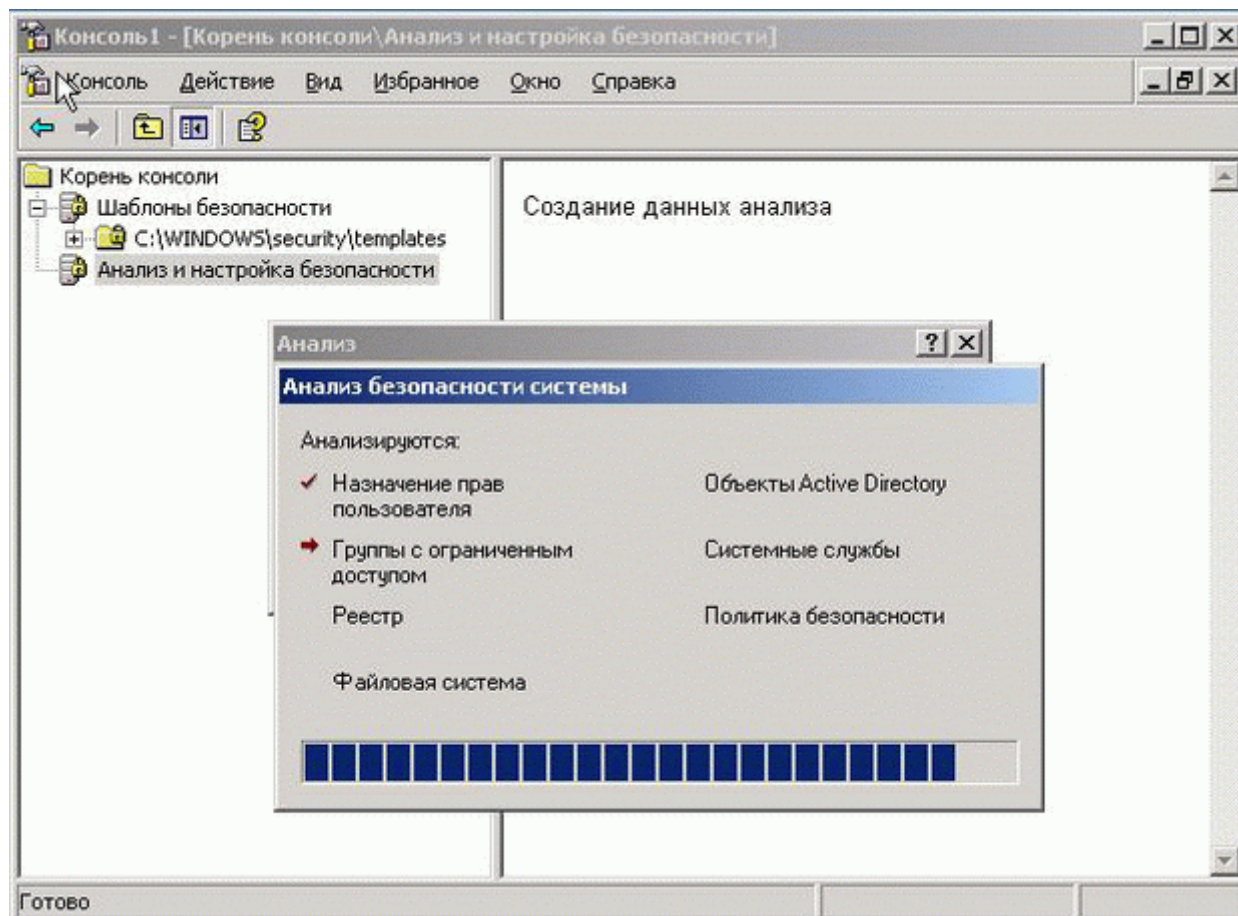 Консоль1 - [Корень консоли\Анализ и настройка безопасности]
Консоль Действие Вид Избранное Окно Справка
Корень консоли
Шаблоны безопасности
C:\WINDOWS\security\templates
Анализ и настройка безопасности
Создание данных анализа
Анализ
Анализ безопасности системы
Анализируются:
Назначение прав
пользователя
Объекты Active Directory
Группы с ограниченным
доступом
Системные службы
Реестр
Политика безопасности
Файловая система
Готово